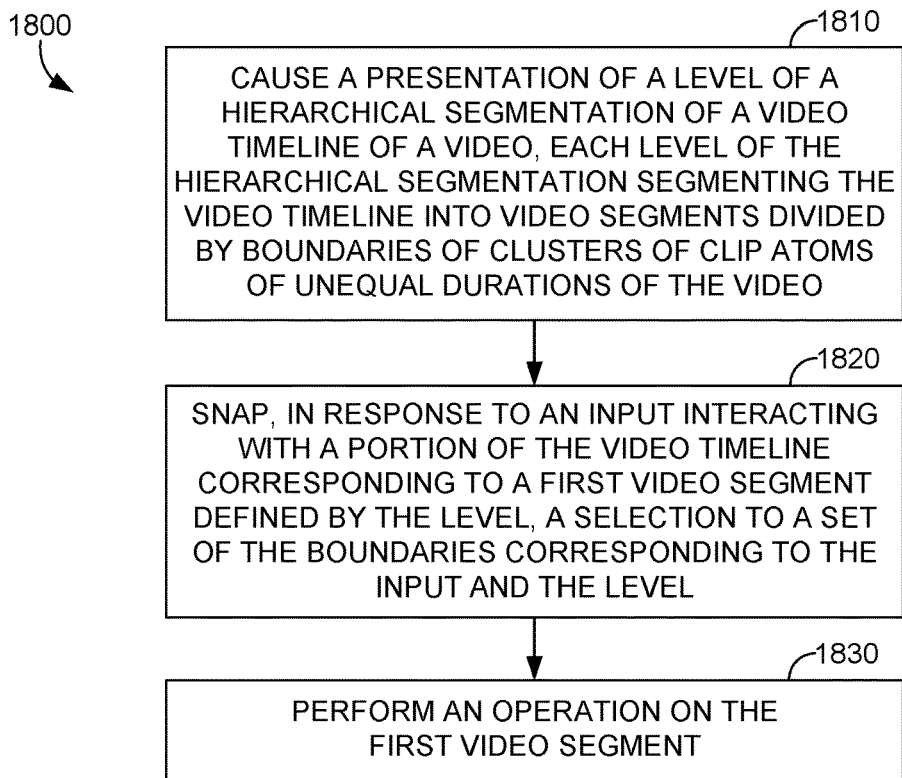 1800
1810
CAUSE A PRESENTATION OF A LEVEL OF A
HIERARCHICAL SEGMENTATION OF A VIDEO
TIMELINE OF A VIDEO, EACH LEVEL OF THE
HIERARCHICAL SEGMENTATION SEGMENTING THE
VIDEO TIMELINE INTO VIDEO SEGMENTS DIVIDED
BY BOUNDARIES OF CLUSTERS OF CLIP ATOMS
OF UNEQUAL DURATIONS OF THE VIDEO
1820
SNAP, IN RESPONSE TO AN INPUT INTERACTING
WITH A PORTION OF THE VIDEO TIMELINE
CORRESPONDING TO A FIRST VIDEO SEGMENT
DEFINED BY THE LEVEL, A SELECTION TO A SET
OF THE BOUNDARIES CORRESPONDING TO THE
INPUT AND THE LEVEL
1830
PERFORM AN OPERATION ON THE
FIRST VIDEO SEGMENT